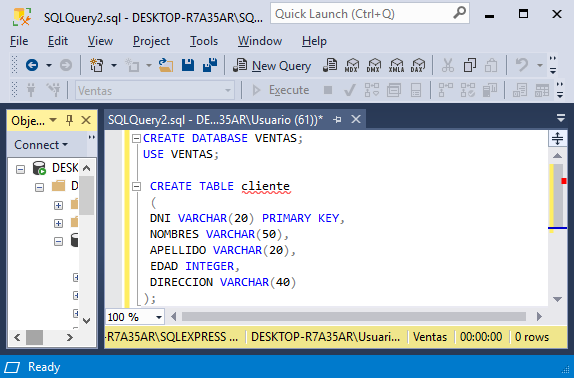 SQLQuery2.sql - DESKTOP-R7A35AR\SQ...
Quick Launch (Ctrl+Q)
File Edit View Project Tools Window Help
New Query MDX DMX XMLA DAX
Ventas Execute
Obje... SQLQuery2.sql - DE...35AR\Usuario (61))*
Connect
DESK
D
CREATE DATABASE VENTAS;
USE VENTAS;
CREATE TABLE cliente
(
DNI VARCHAR(20) PRIMARY KEY,
NOMBRES VARCHAR(50),
APELLIDO VARCHAR(20),
EDAD INTEGER,
DIRECCION VARCHAR(40)
);
100 %
-R7A35AR\SQLEXPRESS ... DESKTOP-R7A35AR\Usuari... Ventas 00:00:00 0 rows
Ready